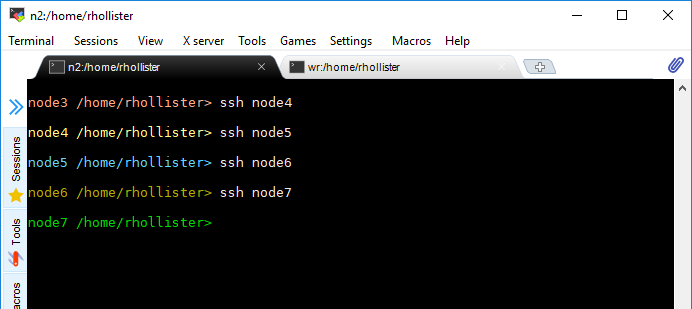 n2:/home/rhollister
Terminal Sessions View X server Tools Games Settings Macros Help
n2:/home/rhollister wr:/home/rhollister
node3 /home/rhollister> ssh node4
node4 /home/rhollister> ssh node5
node5 /home/rhollister> ssh node6
node6 /home/rhollister> ssh node7
node7 /home/rhollister>
Sessions
Tools
acros